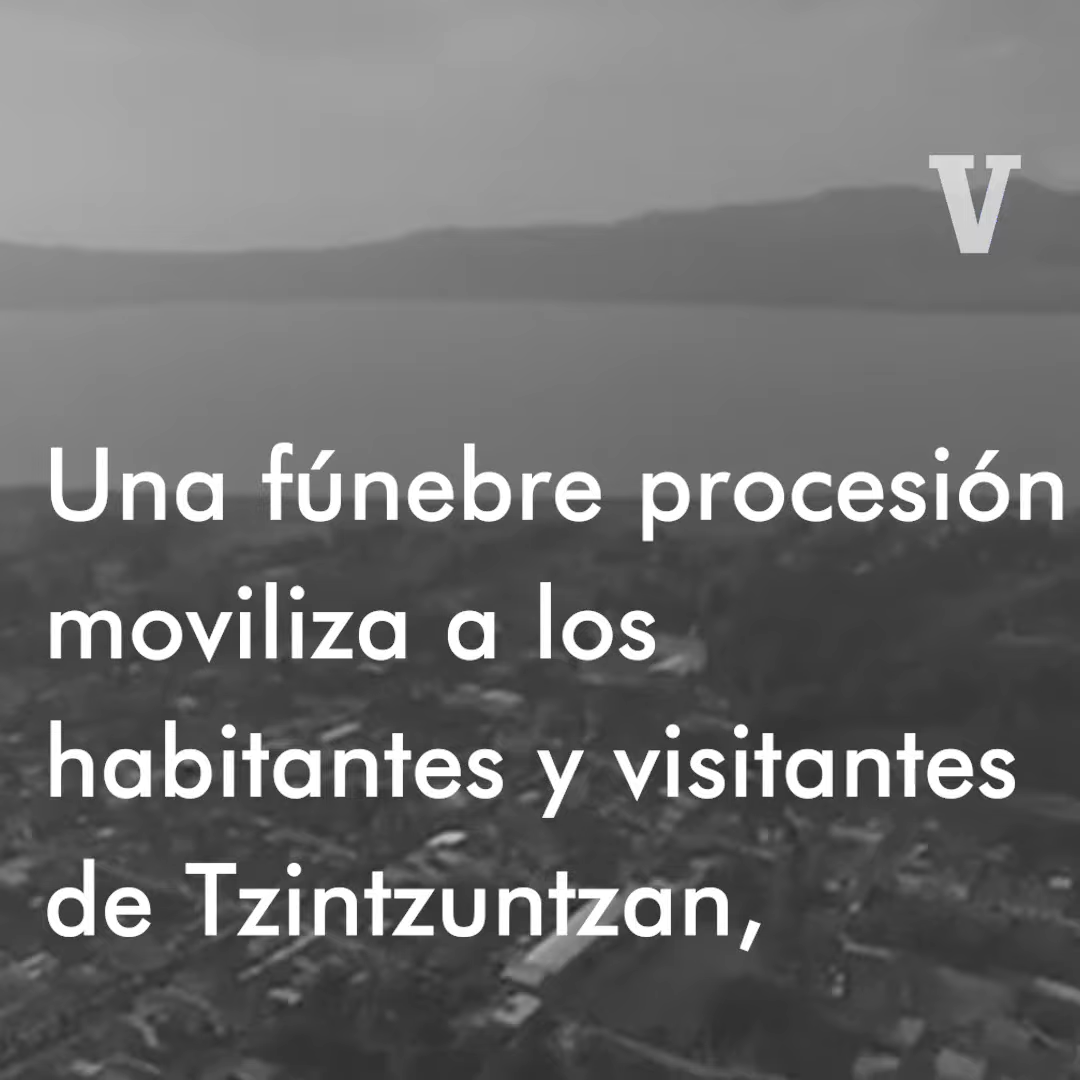 V
Una fúnebre procesión
moviliza a los
habitantes y visitantes
de Tzintzuntzan,